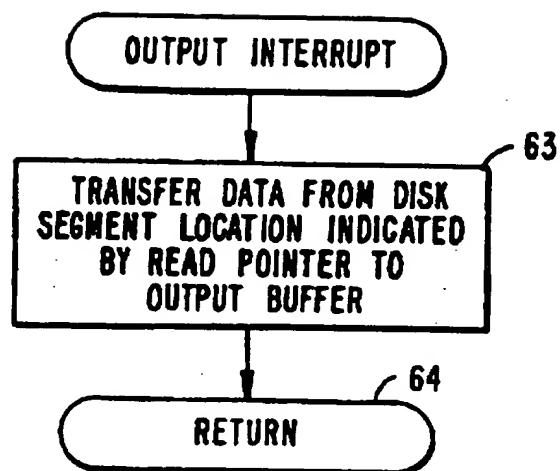 OUTPUT INTERRUPT
63
TRANSFER DATA FROM DISK
SEGMENT LOCATION INDICATED
BY READ POINTER TO
OUTPUT BUFFER
64
RETURN